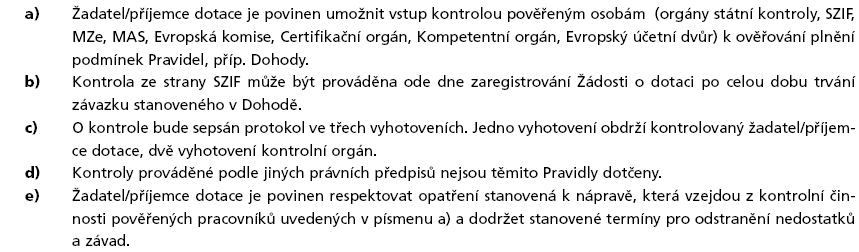 a) Žadatel/příjemce dotace je povinen umožnit vstup kontrolou pověřeným osobám (orgány státní kontroly, SZIF,
MZe, MAS, Evropská komise, Certifikační orgán, Kompetentní orgán, Evropský účetní dvůr) k ověřování plnění
podmínek Pravidel, příp. Dohody.
b) Kontrola ze strany SZIF může být prováděna ode dne zaregistrování Žádosti o dotaci po celou dobu trvání
závazku stanoveného v Dohodě.
c) O kontrole bude sepsán protokol ve třech vyhotoveních. Jedno vyhotovení obdrží kontrolovaný žadatel/příjem-
ce dotace, dvě vyhotovení kontrolní orgán.
d) Kontroly prováděné podle jiných právních předpisů nejsou těmito Pravidly dotčeny.
e) Žadatel/příjemce dotace je povinen respektovat opatření stanovená k nápravě, která vzejdou z kontrolní čin-
nosti pověřených pracovníků uvedených v písmenu a) a dodržet stanovené termíny pro odstranění nedostatků
a závad.